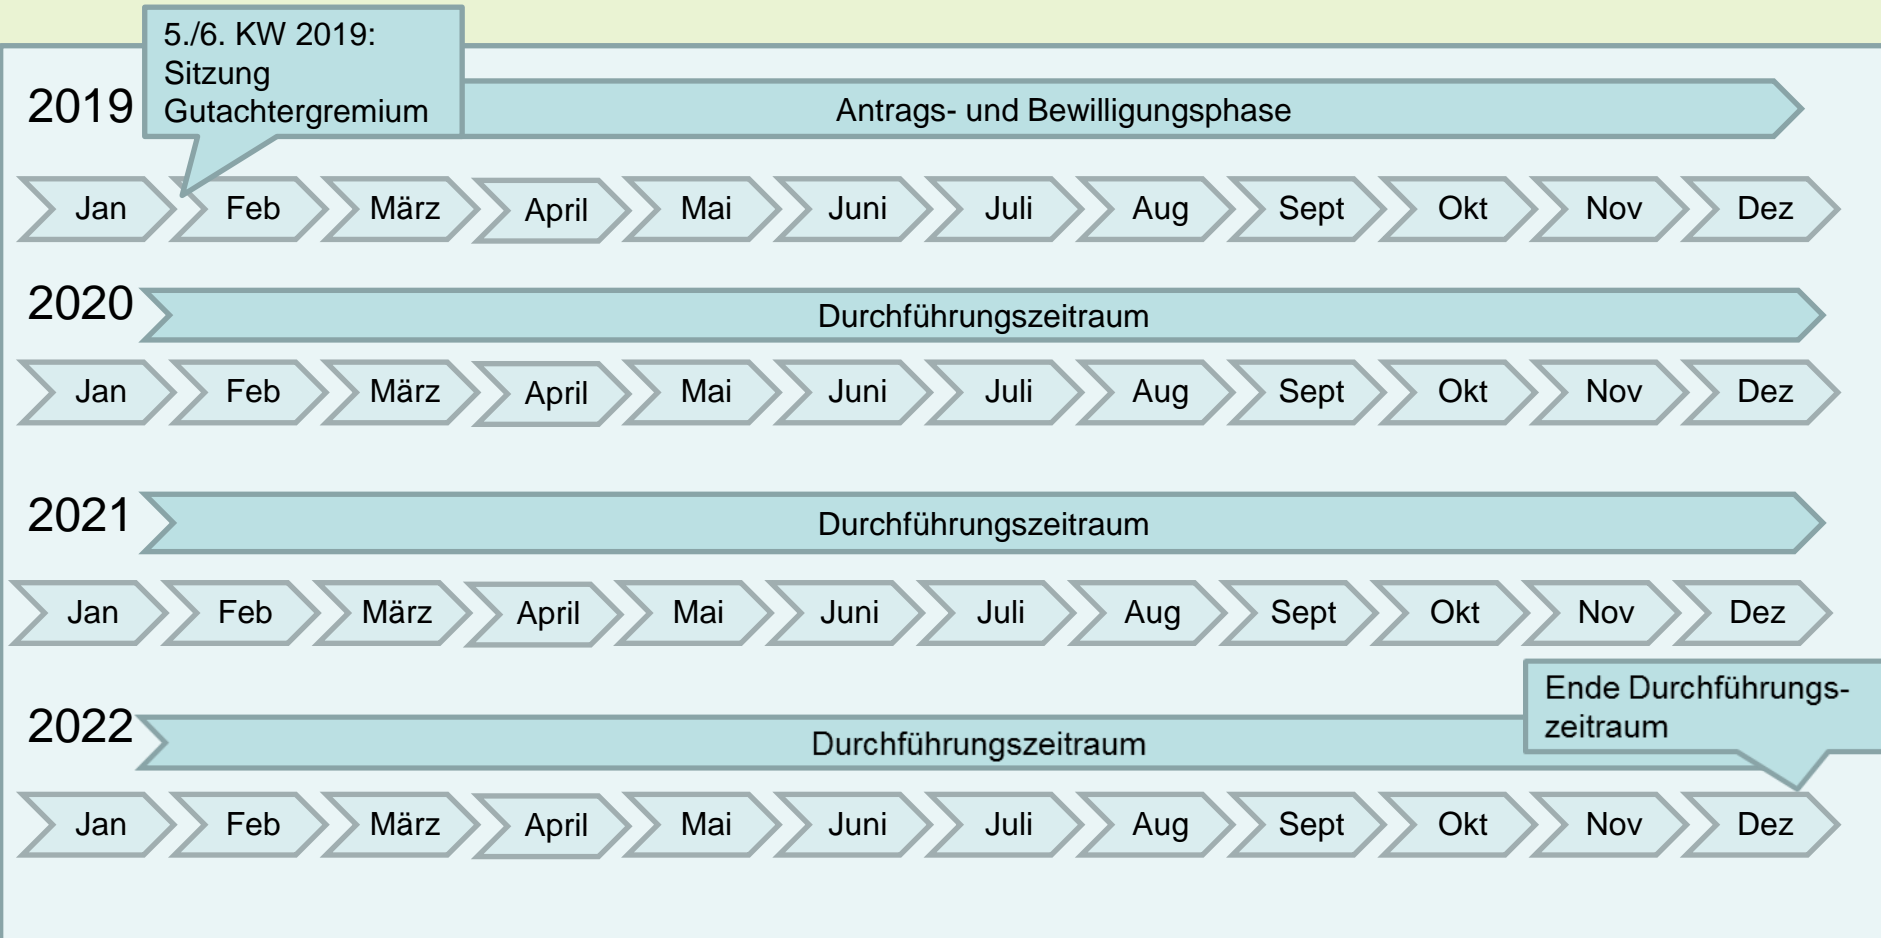 5./6. KW 2019:
Sitzung
Gutachtergremium
2019
Antrags- und Bewilligungsphase
Jan Feb März April Mai Juni Juli Aug Sept Okt Nov Dez
2020
Durchführungszeitraum
Jan Feb März April Mai Juni Juli Aug Sept Okt Nov Dez
2021
Durchführungszeitraum
Jan Feb März April Mai Juni Juli Aug Sept Okt Nov Dez
Ende Durchführungs-
zeitraum
2022
Durchführungszeitraum
Jan Feb März April Mai Juni Juli Aug Sept Okt Nov Dez